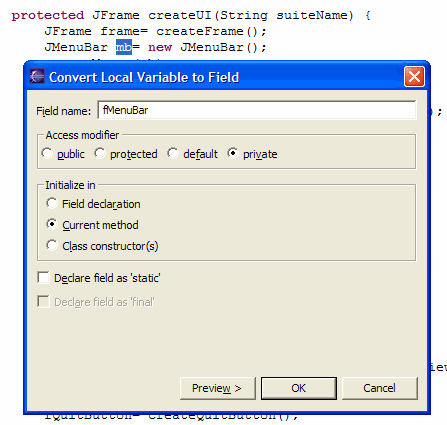 protected JFrame createUI(String suiteName) {
JFrame frame= createFrame();
JMenuBar mb= new JMenuBar();
Convert Local Variable to Field
Field name: fMenuBar
);
Access modifier
public protected default private
Initialize in
Field declaration
Current method
Class constructor(s)
Declare field as 'static'
Declare field as 'final'
Preview > OK Cancel
fQuitButton= createQuitButton();